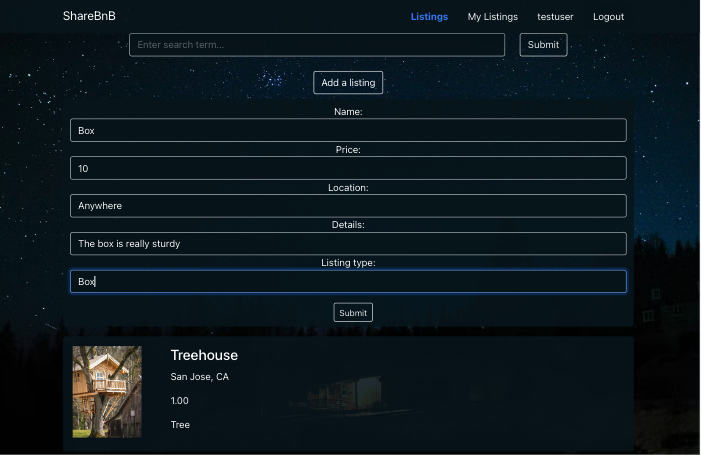 ShareBnB
Listings My Listings testuser Logout
Enter search term... Submit
Add a listing
Name:
Box
Price:
10
Location:
Anywhere
Details:
The box is really sturdy
Listing type:
Box
Submit
Treehouse
San Jose, CA
1.00
Tree